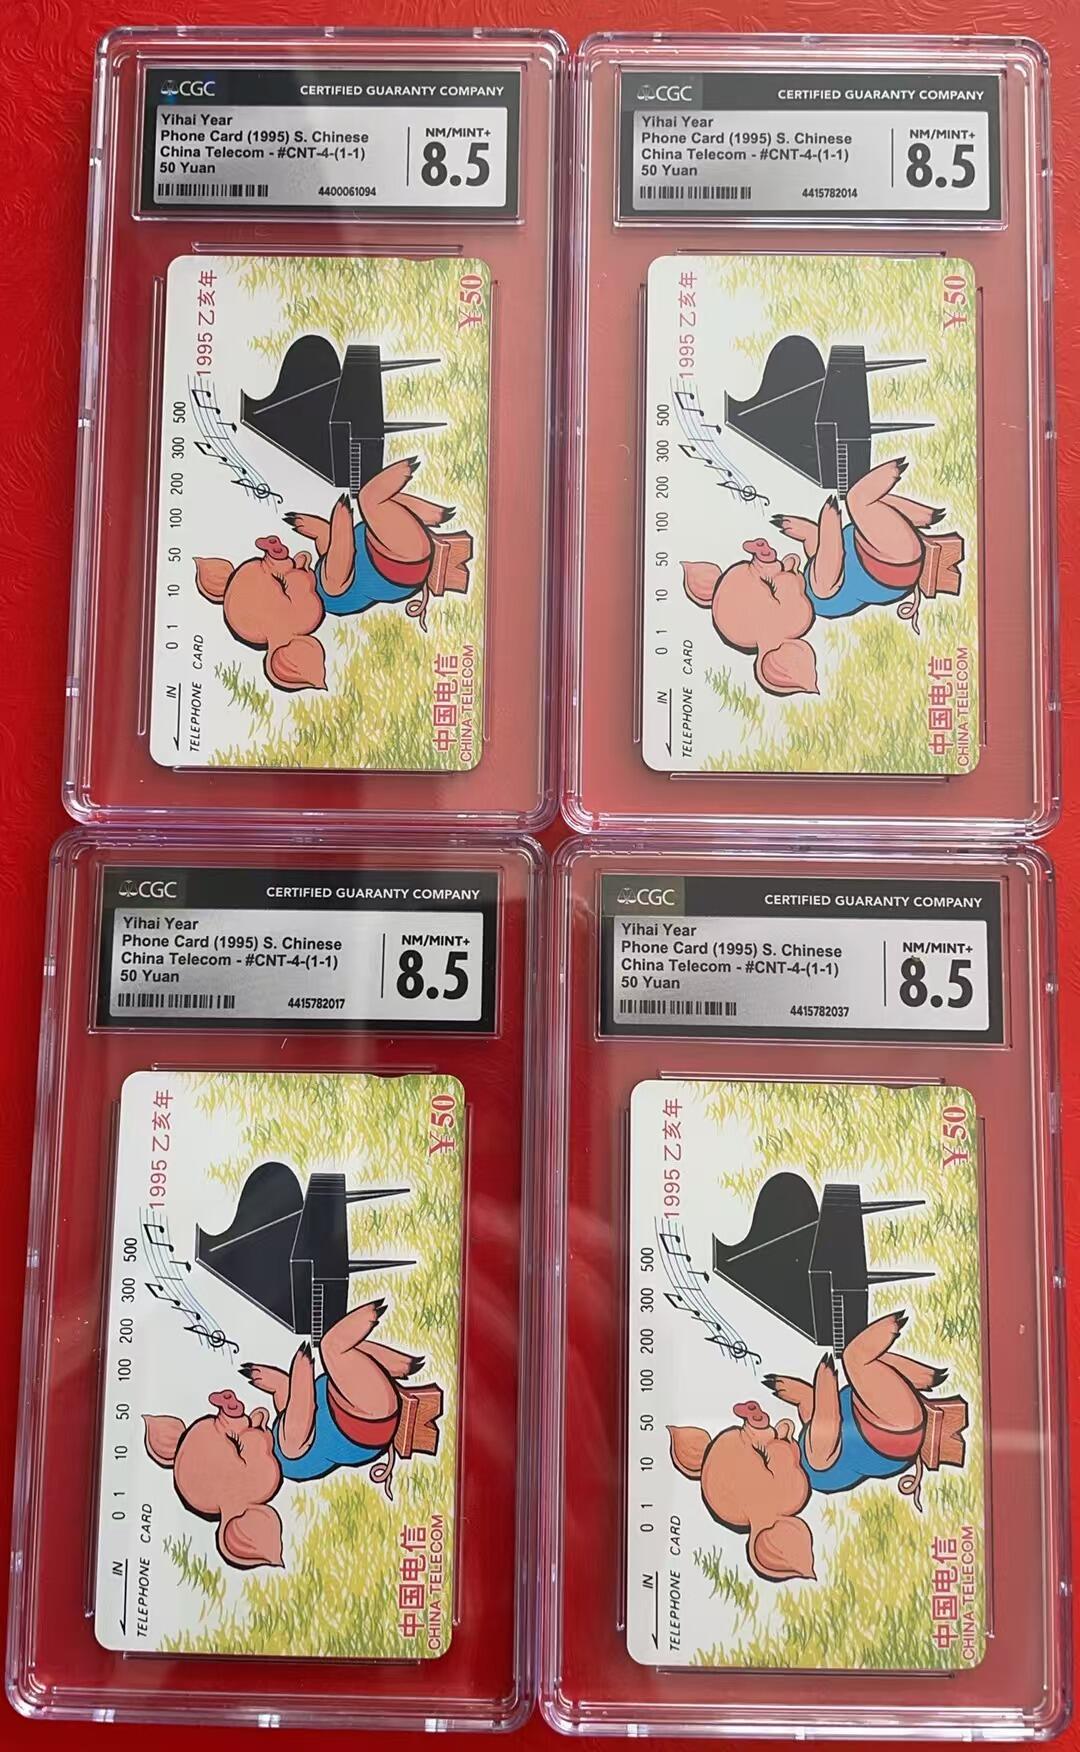 CGC CERTIFIED GUARANTY COMPANY
Yihai Year
Phone Card (1995) S. Chinese
China Telecom - #CNT-4-(1-1)
50 Yuan
4400061094
NM/MINT+
8.5
1995 乙亥年
¥50
0 1 10 50 100 200 300 500
IN
TELEPHONE CARD
中国电信
CHINA TELECOM
CGC CERTIFIED GUARANTY COMPANY
Yihai Year
Phone Card (1995) S. Chinese
China Telecom - #CNT-4-(1-1)
50 Yuan
4415782014
NM/MINT+
8.5
1995 乙亥年
¥50
0 1 10 50 100 200 300 500
IN
TELEPHONE CARD
中国电信
CHINA TELECOM
CGC CERTIFIED GUARANTY COMPANY
Yihai Year
Phone Card (1995) S. Chinese
China Telecom - #CNT-4-(1-1)
50 Yuan
4415782017
NM/MINT+
8.5
1995 乙亥年
¥50
0 1 10 50 100 200 300 500
IN
TELEPHONE CARD
中国电信
CHINA TELECOM
CGC CERTIFIED GUARANTY COMPANY
Yihai Year
Phone Card (1995) S. Chinese
China Telecom - #CNT-4-(1-1)
50 Yuan
4415782037
NM/MINT+
8.5
1995 乙亥年
¥50
0 1 10 50 100 200 300 500
IN
TELEPHONE CARD
中国电信
CHINA TELECOM